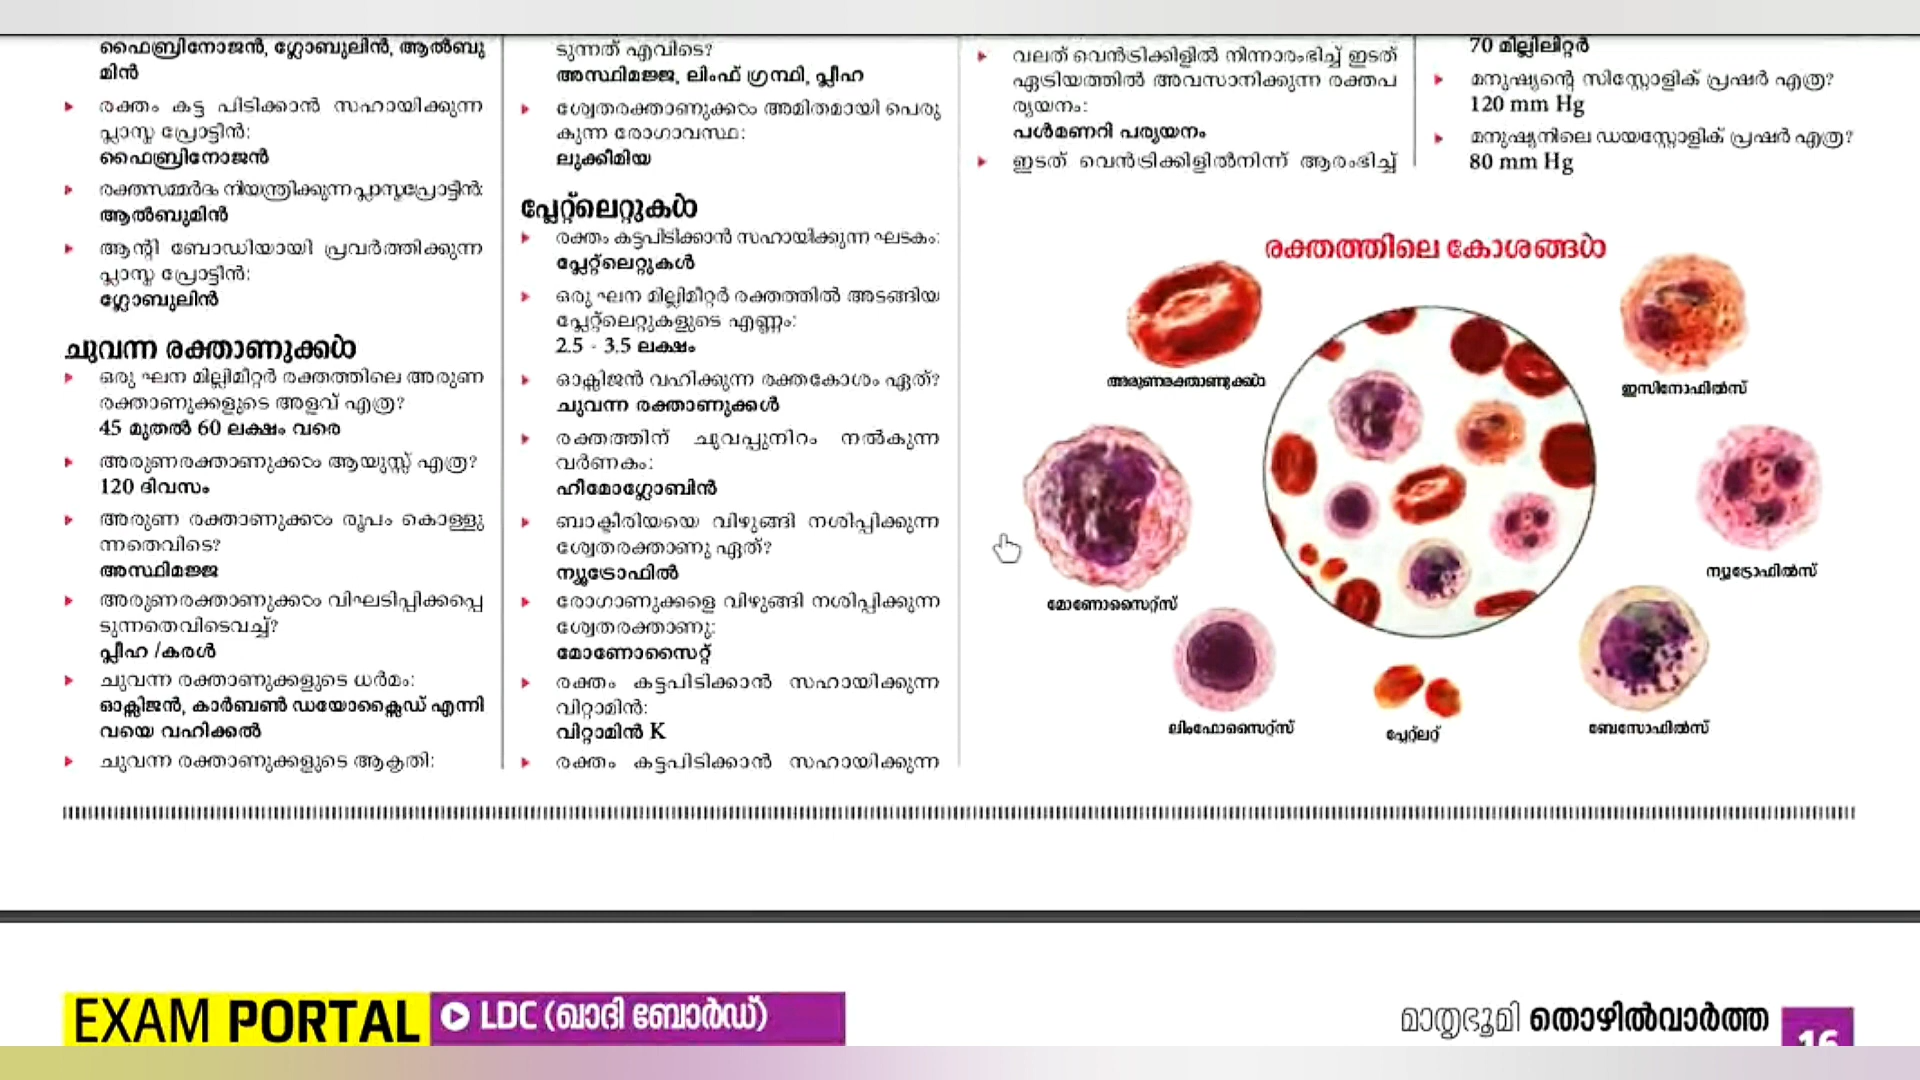 ഫൈബ്രിനോജൻ, ഗ്ലോബുലിൻ, ആൽബു
മിൻ
രക്തം കട്ട പിടിക്കാൻ സഹായിക്കുന്ന
പ്ലാസ്മ പ്രോട്ടീൻ:
ഫൈബ്രിനോജൻ
രക്തസമ്മർദം നിയന്ത്രിക്കുന്ന പ്ലാസ്മപ്രോട്ടീൻ:
ആൽബുമിൻ
ആന്റി ബോഡിയായി പ്രവർത്തിക്കുന്ന
പ്ലാസ്മ പ്രോട്ടീൻ:
ഗ്ലോബുലിൻ
ചുവന്ന രക്താണുക്കൾ
ഒരു ഘന മില്ലിമീറ്റർ രക്തത്തിലെ അരുണ
രക്താണുക്കളുടെ അളവ് എത്ര?
45 മുതൽ 60 ലക്ഷം വരെ
അരുണരക്താണുക്കൾ ആയുസ്സ് എത്ര?
120 ദിവസം
അരുണ രക്താണുക്കൾ രൂപം കൊള്ളു
ന്നതെവിടെ?
അസ്ഥിമജ്ജ
അരുണരക്താണുക്കൾ വിഘടിപ്പിക്കപ്പെ
ടുന്നതെവിടെവച്ച്?
പ്ലീഹ /കരൾ
ചുവന്ന രക്താണുക്കളുടെ ധർമം:
ഓക്സിജൻ, കാർബൺ ഡയോക്സൈഡ് എന്നി
വയെ വഹിക്കൽ
ചുവന്ന രക്താണുക്കളുടെ ആകൃതി:
ടുന്നത് എവിടെ?
അസ്ഥിമജ്ജ, ലിംഫ് ഗ്രന്ഥി, പ്ലീഹ
ശ്വേതരക്താണുക്കൾ അമിതമായി പെരു
കുന്ന രോഗാവസ്ഥ:
ലുക്കീമിയ
പ്ലേറ്റ്ലെറ്റുകൾ
രക്തം കട്ടപിടിക്കാൻ സഹായിക്കുന്ന ഘടകം:
പ്ലേറ്റ്ലെറ്റുകൾ
ഒരു ഘന മില്ലിമീറ്റർ രക്തത്തിൽ അടങ്ങിയ
പ്ലേറ്റ്ലെറ്റുകളുടെ എണ്ണം:
2.5 - 3.5 ലക്ഷം
ഓക്സിജൻ വഹിക്കുന്ന രക്തകോശം ഏത്?
ചുവന്ന രക്താണുക്കൾ
രക്തത്തിന് ചുവപ്പുനിറം നൽകുന്ന
വർണകം:
ഹീമോഗ്ലോബിൻ
ബാക്ടീരിയയെ വിഴുങ്ങി നശിപ്പിക്കുന്ന
ശ്വേതരക്താണു ഏത്?
ന്യൂട്രോഫിൽ
രോഗാണുക്കളെ വിഴുങ്ങി നശിപ്പിക്കുന്ന
ശ്വേതരക്താണു:
മോണോസൈറ്റ്
രക്തം കട്ടപിടിക്കാൻ സഹായിക്കുന്ന
വിറ്റാമിൻ:
വിറ്റാമിൻ K
രക്തം കട്ടപിടിക്കാൻ സഹായിക്കുന്ന
വലത് വെൻട്രിക്കിളിൽ നിന്നാരംഭിച്ച് ഇടത്
ഏട്രിയത്തിൽ അവസാനിക്കുന്ന രക്തപ
ര്യയനം:
പൾമണറി പര്യയനം
ഇടത് വെൻട്രിക്കിളിൽനിന്ന് ആരംഭിച്ച്
70 മില്ലിലിറ്റർ
മനുഷ്യന്റെ സിസ്റ്റോളിക് പ്രഷർ എത്ര?
120 mm Hg
മനുഷ്യനിലെ ഡയസ്റ്റോളിക് പ്രഷർ എത്ര?
80 mm Hg
രക്തത്തിലെ കോശങ്ങൾ
അരുണരക്താണുക്കൾ
ഇസിനോഫിൽസ്
മോണോസൈറ്റ്സ്
ന്യൂട്രോഫിൽസ്
ലിംഫോസൈറ്റ്സ്
പ്ലേറ്റ്ലറ്റ്
ബേസോഫിൽസ്
EXAM PORTAL
LDC (ഖാദി ബോർഡ്)
മാതൃഭൂമി തൊഴിൽവാർത്ത
16